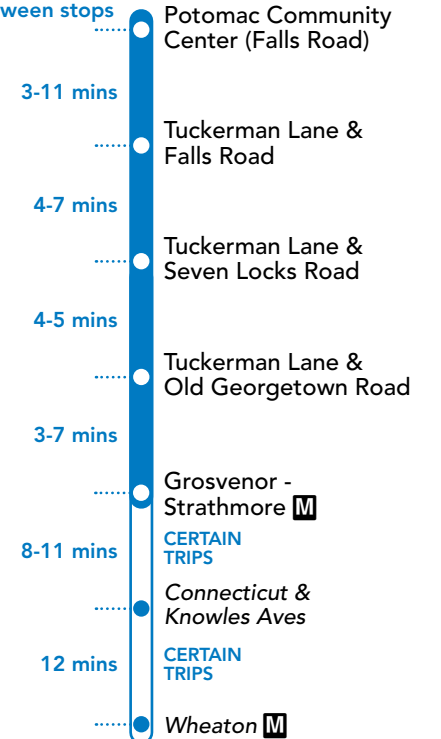 ween stops
Potomac Community
Center (Falls Road)
3-11 mins
Tuckerman Lane &
Falls Road
4-7 mins
Tuckerman Lane &
Seven Locks Road
4-5 mins
Tuckerman Lane &
Old Georgetown Road
3-7 mins
Grosvenor -
Strathmore M
8-11 mins
CERTAIN
TRIPS
Connecticut &
Knowles Aves
12 mins
CERTAIN
TRIPS
Wheaton M